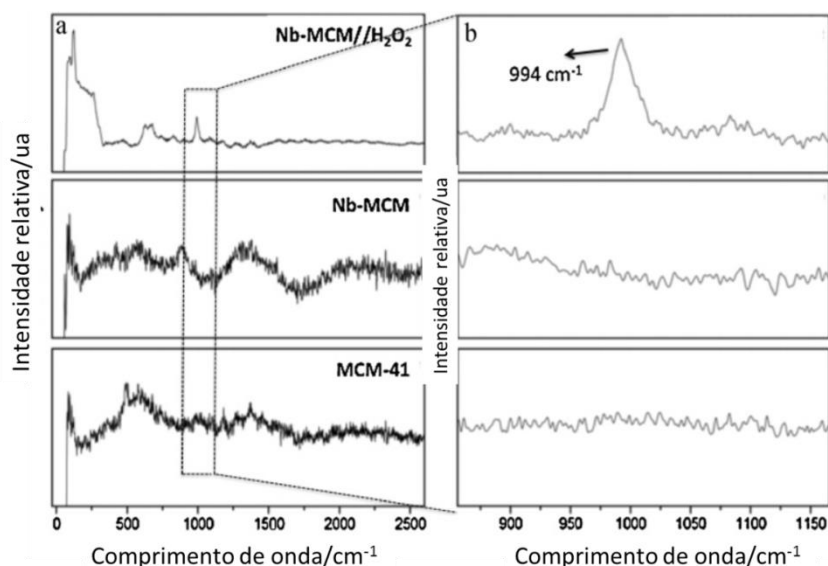 a
Nb-MCM//H₂O₂
b
994 cm⁻¹
Nb-MCM
MCM-41
Intensidade relativa/ua
Intensidade relativa/ua
0 500 1000 1500 2000 2500
900 950 1000 1050 1100 1150
Comprimento de onda/cm⁻¹
Comprimento de onda/cm⁻¹